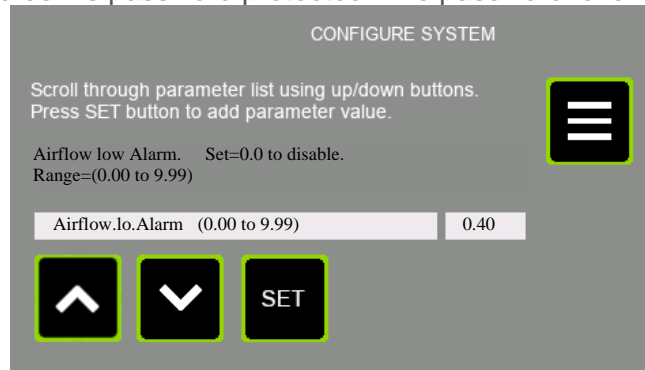 CONFIGURE SYSTEM
Scroll through parameter list using up/down buttons.
Press SET button to add parameter value.
Airflow low Alarm. Set=0.0 to disable.
Range=(0.00 to 9.99)
Airflow.lo.Alarm (0.00 to 9.99) 0.40
SET